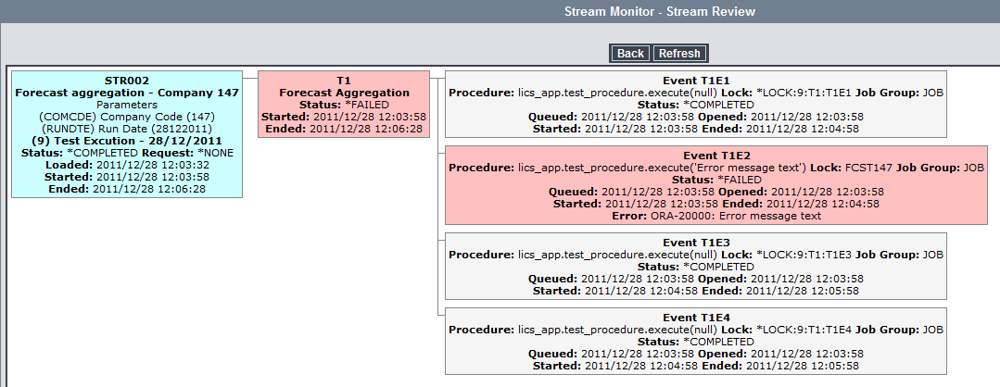 Stream Monitor - Stream Review
Back Refresh
STR002
Forecast aggregation - Company 147
Parameters
(COMCDE) Company Code (147)
(RUNDTE) Run Date (28122011)
(9) Test Excution - 28/12/2011
Status: *COMPLETED Request: *NONE
Loaded: 2011/12/28 12:03:32
Started: 2011/12/28 12:03:58
Ended: 2011/12/28 12:06:28
T1
Forecast Aggregation
Status: *FAILED
Started: 2011/12/28 12:03:58
Ended: 2011/12/28 12:06:28
Event T1E1
Procedure: lics_app.test_procedure.execute(null) Lock: *LOCK:9:T1:T1E1 Job Group: JOB
Status: *COMPLETED
Queued: 2011/12/28 12:03:58 Opened: 2011/12/28 12:03:58
Started: 2011/12/28 12:03:58 Ended: 2011/12/28 12:04:58
Event T1E2
Procedure: lics_app.test_procedure.execute('Error message text') Lock: FCST147 Job Group: JOB
Status: *FAILED
Queued: 2011/12/28 12:03:58 Opened: 2011/12/28 12:03:58
Started: 2011/12/28 12:03:58 Ended: 2011/12/28 12:04:58
Error: ORA-20000: Error message text
Event T1E3
Procedure: lics_app.test_procedure.execute(null) Lock: *LOCK:9:T1:T1E3 Job Group: JOB
Status: *COMPLETED
Queued: 2011/12/28 12:03:58 Opened: 2011/12/28 12:03:58
Started: 2011/12/28 12:04:58 Ended: 2011/12/28 12:05:58
Event T1E4
Procedure: lics_app.test_procedure.execute(null) Lock: *LOCK:9:T1:T1E4 Job Group: JOB
Status: *COMPLETED
Queued: 2011/12/28 12:03:58 Opened: 2011/12/28 12:03:58
Started: 2011/12/28 12:04:58 Ended: 2011/12/28 12:05:58